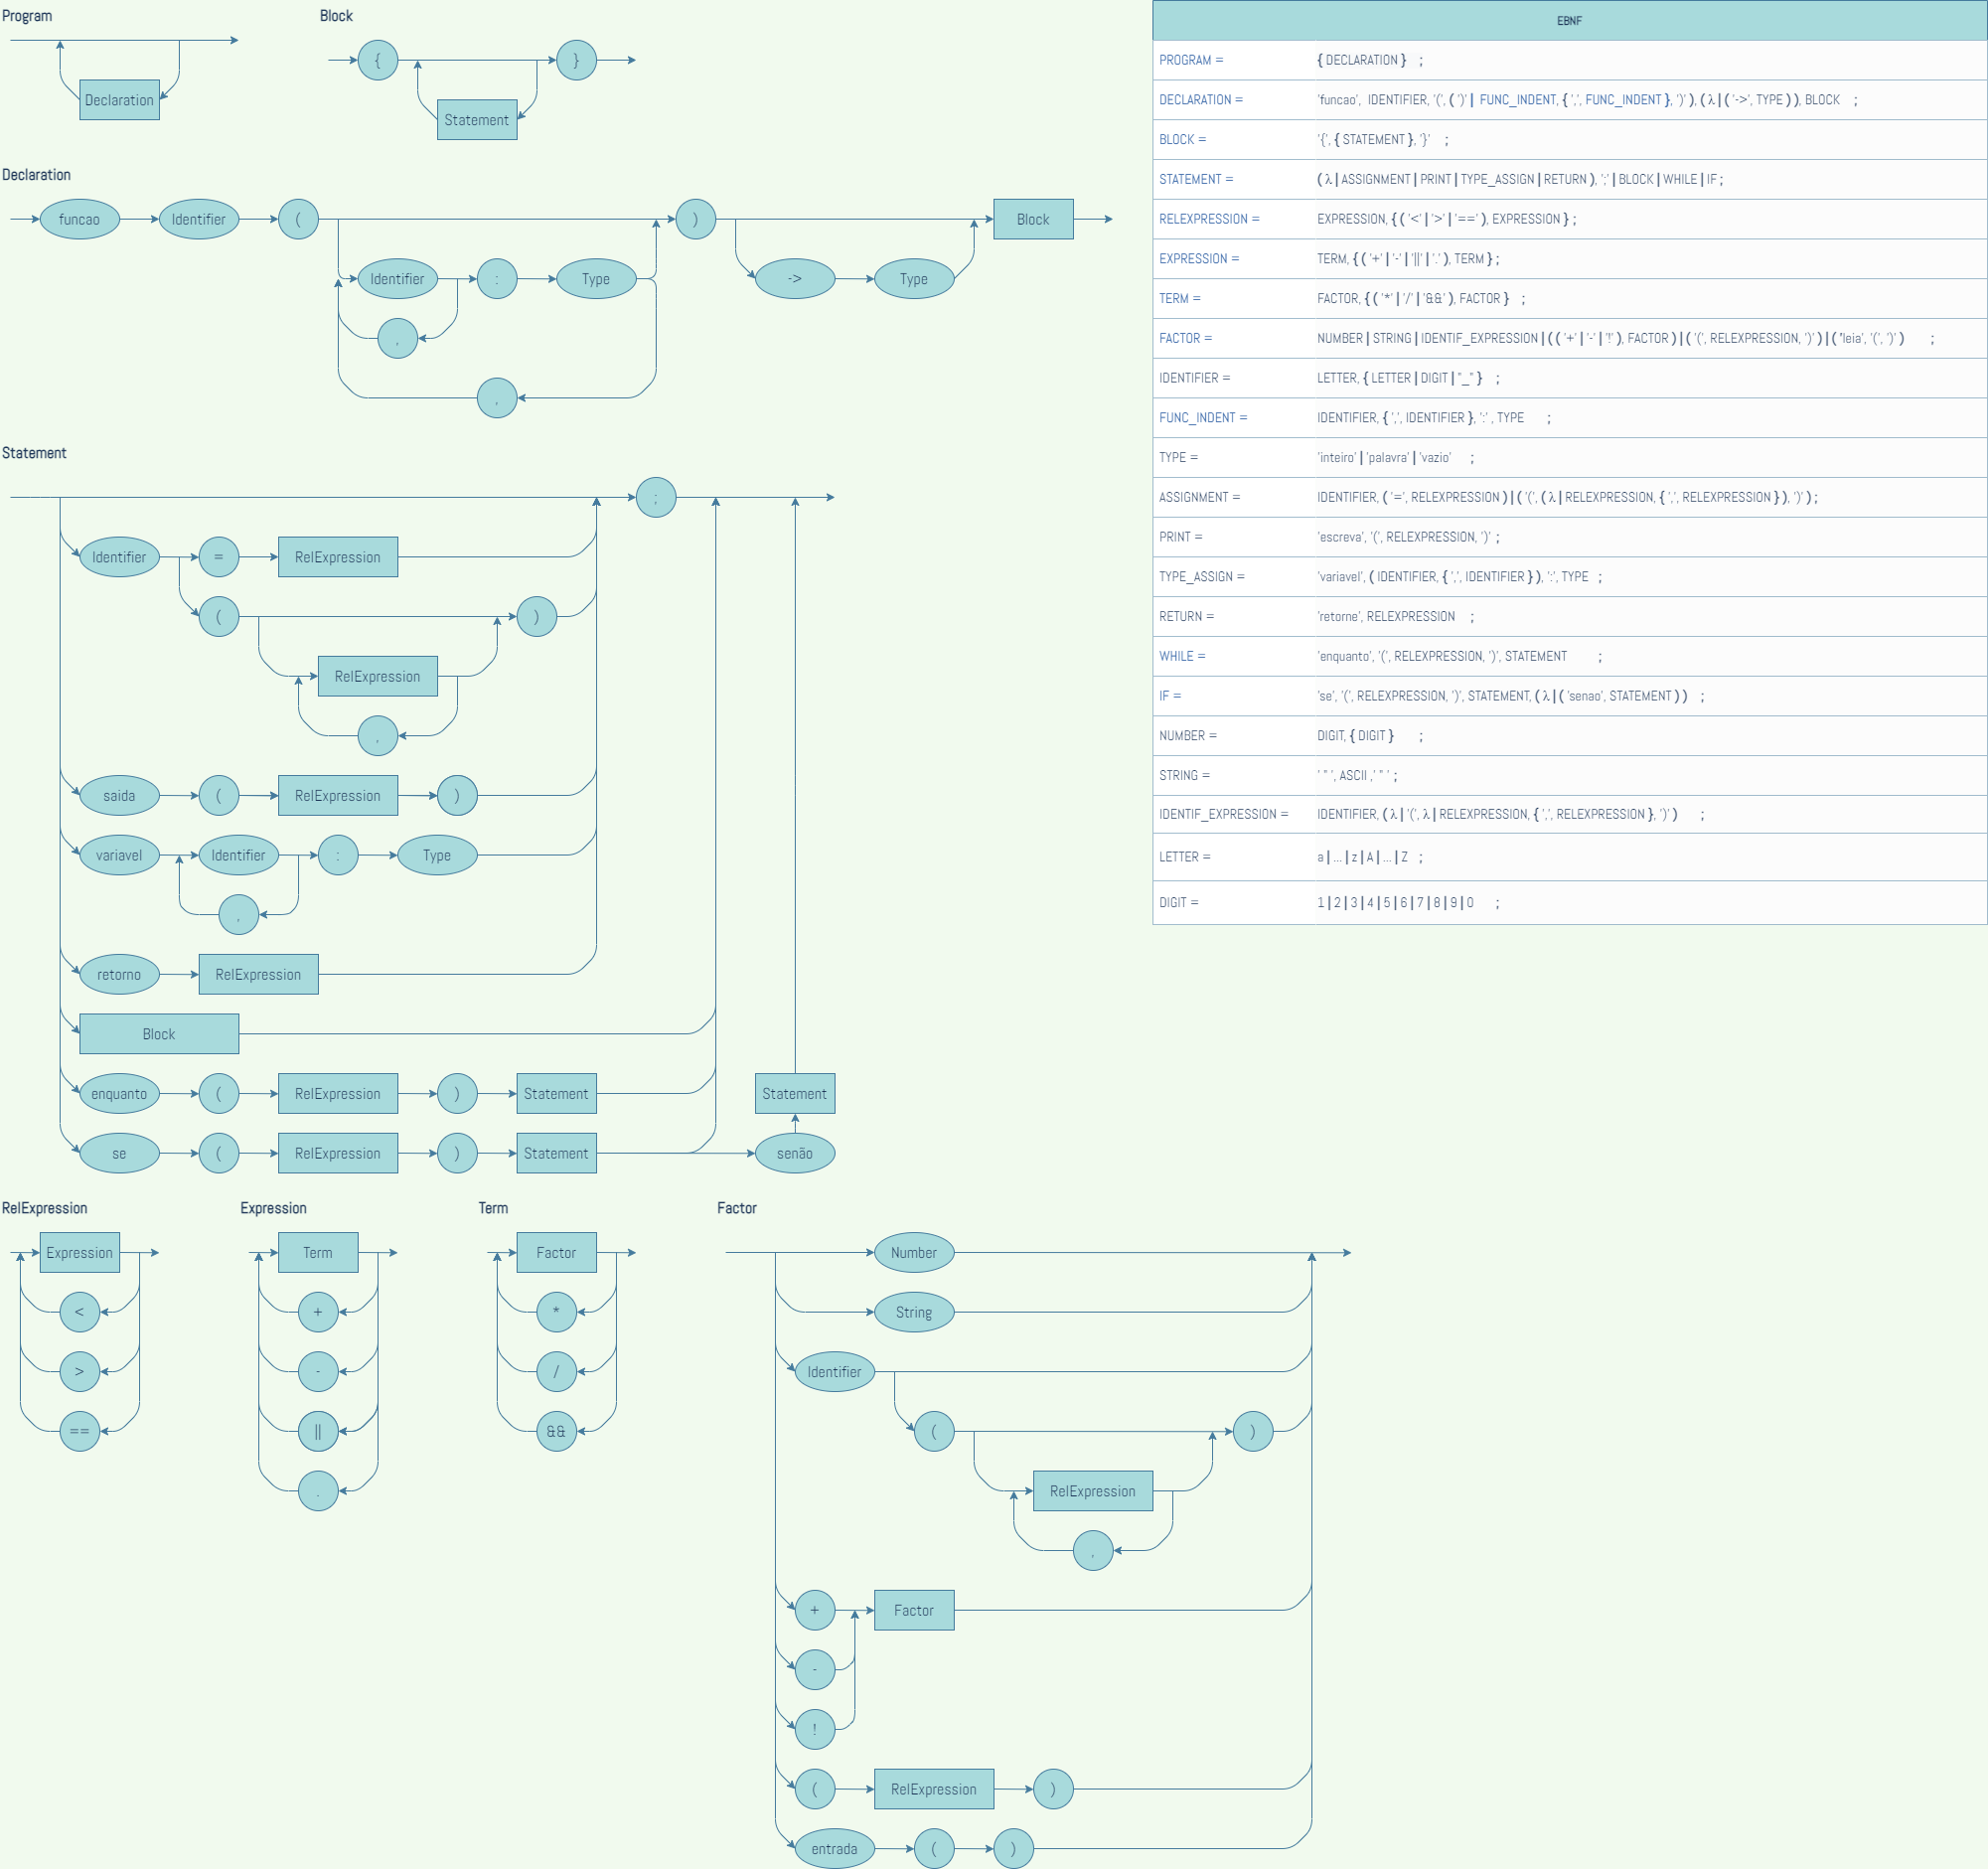 Program
Declaration
Block
{
}
Statement
Declaration
funcao
Identifier
(
)
Block
Identifier
:
Type
->
Type
,
,
Statement
;
Identifier
=
RelExpression
(
)
RelExpression
,
saida
(
RelExpression
)
variavel
Identifier
:
Type
,
retorno
RelExpression
Block
enquanto
(
RelExpression
)
Statement
Statement
se
(
RelExpression
)
Statement
senão
RelExpression
Expression
<
>
==
Expression
Term
+
-
||
.
Term
Factor
*
/
&&
Factor
Number
String
Identifier
(
)
RelExpression
,
+
Factor
-
!
(
RelExpression
)
entrada
(
)
EBNF
PROGRAM = { DECLARATION } ;
DECLARATION = 'funcao', IDENTIFIER, '(', ( ')' | FUNC_INDENT, { ',', FUNC_INDENT }, ')' ), ( λ | ( '->', TYPE ) ), BLOCK ;
BLOCK = '{', { STATEMENT }, '}' ;
STATEMENT = ( λ | ASSIGNMENT | PRINT | TYPE_ASSIGN | RETURN ), ';' | BLOCK | WHILE | IF ;
RELEXPRESSION = EXPRESSION, { ( '<' | '>' | '==' ), EXPRESSION } ;
EXPRESSION = TERM, { ( '+' | '-' | '||' | '.' ), TERM } ;
TERM = FACTOR, { ( '*' | '/' | '&&' ), FACTOR } ;
FACTOR = NUMBER | STRING | IDENTIF_EXPRESSION | (( '+' | '-' | '!' ), FACTOR ) | ( '(', RELEXPRESSION, ')' ) | ( 'leia', '(', ')' ) ;
IDENTIFIER = LETTER, { LETTER | DIGIT | "_" } ;
FUNC_INDENT = IDENTIFIER, { ',', IDENTIFIER }, ':' , TYPE ;
TYPE = 'inteiro' | 'palavra' | 'vazio' ;
ASSIGNMENT = IDENTIFIER, ( '=', RELEXPRESSION ) | ( '(', ( λ | RELEXPRESSION, { ',', RELEXPRESSION } ), ')' ) ;
PRINT = 'escreva', '(', RELEXPRESSION, ')' ;
TYPE_ASSIGN = 'variavel', ( IDENTIFIER, { ',', IDENTIFIER } ), ':', TYPE ;
RETURN = 'retorne', RELEXPRESSION ;
WHILE = 'enquanto', '(', RELEXPRESSION, ')', STATEMENT ;
IF = 'se', '(', RELEXPRESSION, ')', STATEMENT, ( λ | ( 'senao', STATEMENT ) ) ;
NUMBER = DIGIT, { DIGIT } ;
STRING = ' " ', ASCII ,' " ' ;
IDENTIF_EXPRESSION = IDENTIFIER, ( λ | '(', λ | RELEXPRESSION, { ',', RELEXPRESSION }, ')' ) ;
LETTER = a | ... | z | A | ... | Z ;
DIGIT = 1 | 2 | 3 | 4 | 5 | 6 | 7 | 8 | 9 | 0 ;